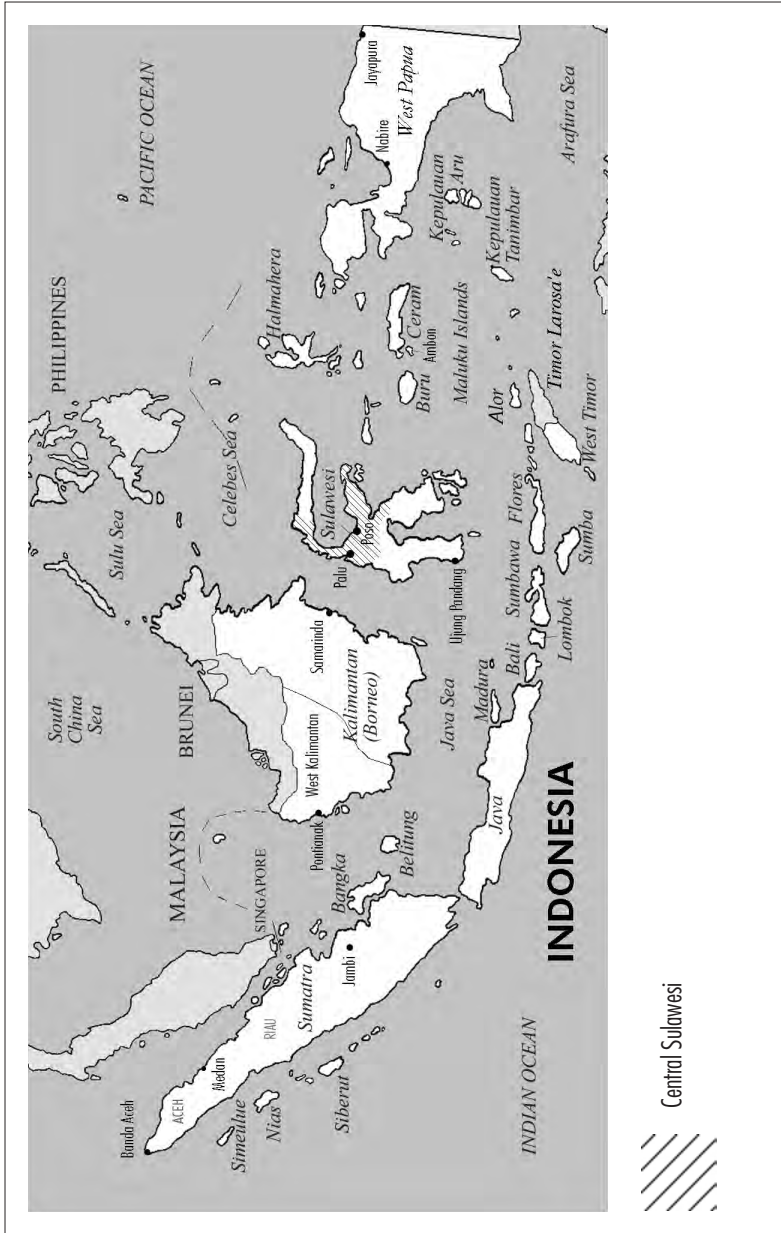 PACIFIC OCEAN
PHILIPPINES
South
China
Sea
Sulu Sea
Celebes Sea
BRUNEI
MALAYSIA
SINGAPORE
Banda Aceh
ACEH
Medan
RIAU
Sumatra
Jambi
Simeulue
Nias
Siberut
Bangka
Belitung
Pontianak
West Kalimantan
Kalimantan
(Borneo)
Samarinda
Sulawesi
Palu
Poso
Ujung Pandang
Halmahera
Buru
Ceram
Ambon
Maluku Islands
Jayapura
Nabire
West Papua
Kepulauan
Aru
Kepulauan
Tanimbar
Arafura Sea
Java Sea
Madura
Java
Bali
Lombok
Sumbawa
Flores
Sumba
Alor
Timor Larosa'e
West Timor
INDIAN OCEAN
INDONESIA
Central Sulawesi